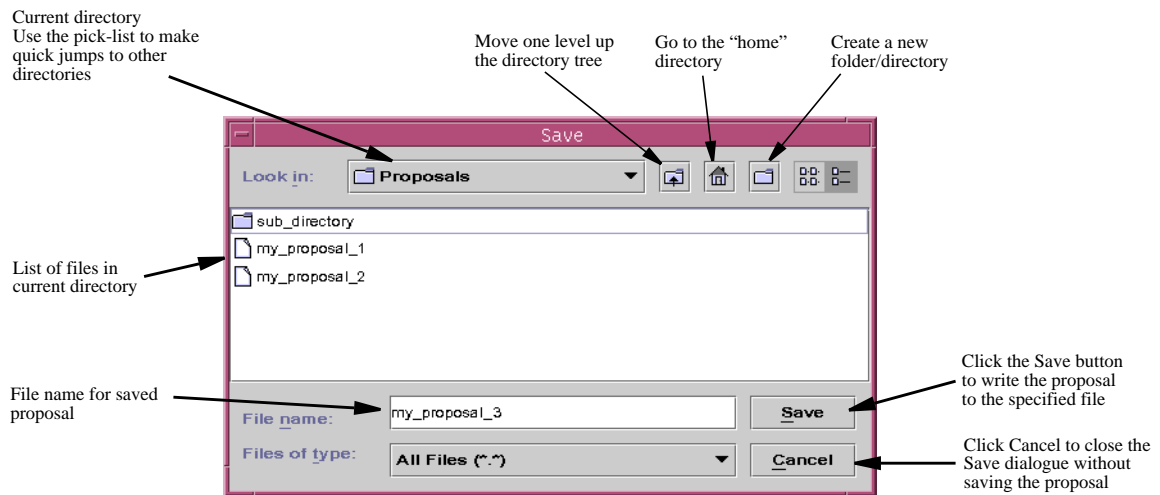 Current directory
Use the pick-list to make
quick jumps to other
directories
Move one level up
the directory tree
Go to the “home”
directory
Create a new
folder/directory
Save
Look in:
Proposals
sub_directory
my_proposal_1
my_proposal_2
List of files in
current directory
File name for saved
proposal
File name:
my_proposal_3
Save
Click the Save button
to write the proposal
to the specified file
Files of type:
All Files (*.*)
Cancel
Click Cancel to close the
Save dialogue without
saving the proposal